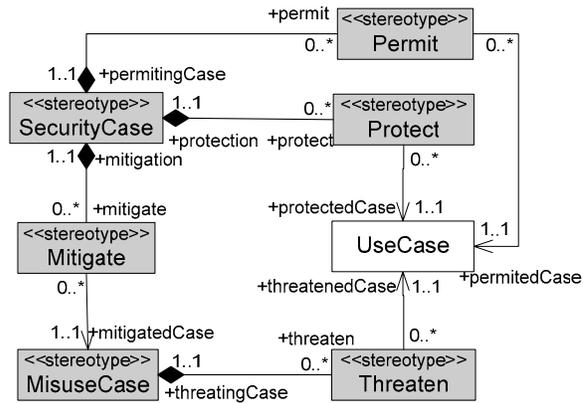 +permit
<<stereotype>>
Permit
0..*
0..*
1..1
+permitingCase
<<stereotype>>
SecurityCase
1..1
0..*
<<stereotype>>
Protect
+protection
+protect
1..1
+mitigation
0..*
0..*
+mitigate
+protectedCase
1..1
<<stereotype>>
Mitigate
UseCase
1..1
+permitedCase
0..*
+threatenedCase
1..1
1..1
+mitigatedCase
+threaten
0..*
<<stereotype>>
MisuseCase
1..1
0..*
<<stereotype>>
Threaten
+threatingCase